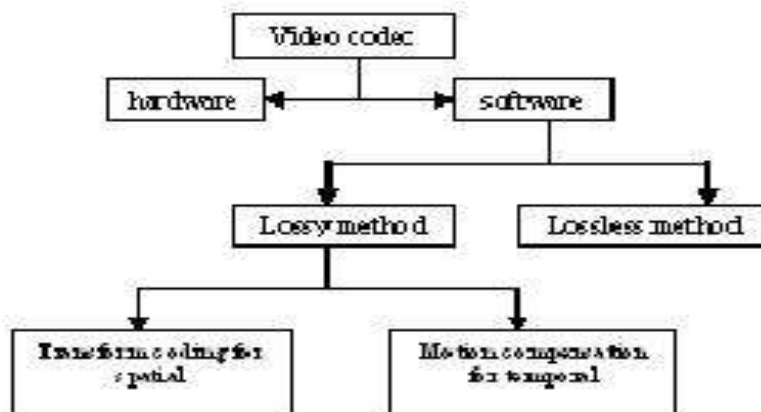 Video codec
hardware
software
Lossy method
Lossless method
Transform coding for
spatial
Motion compensation
for temporal